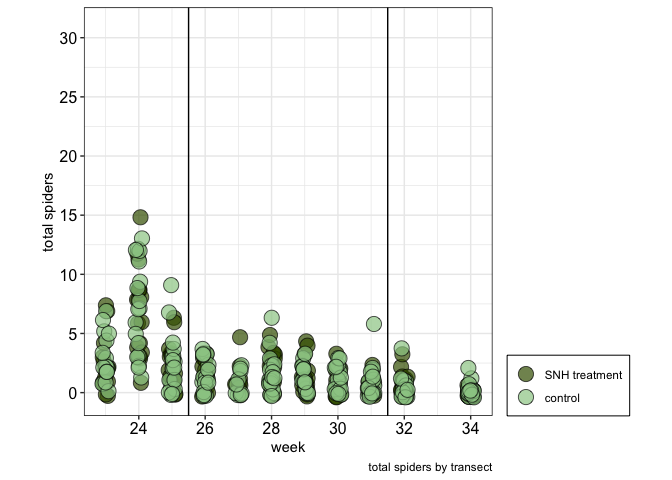 30
25
20
15
10
5
0
total spiders
24 26 28 30 32 34
week
SNH treatment
control
total spiders by transect